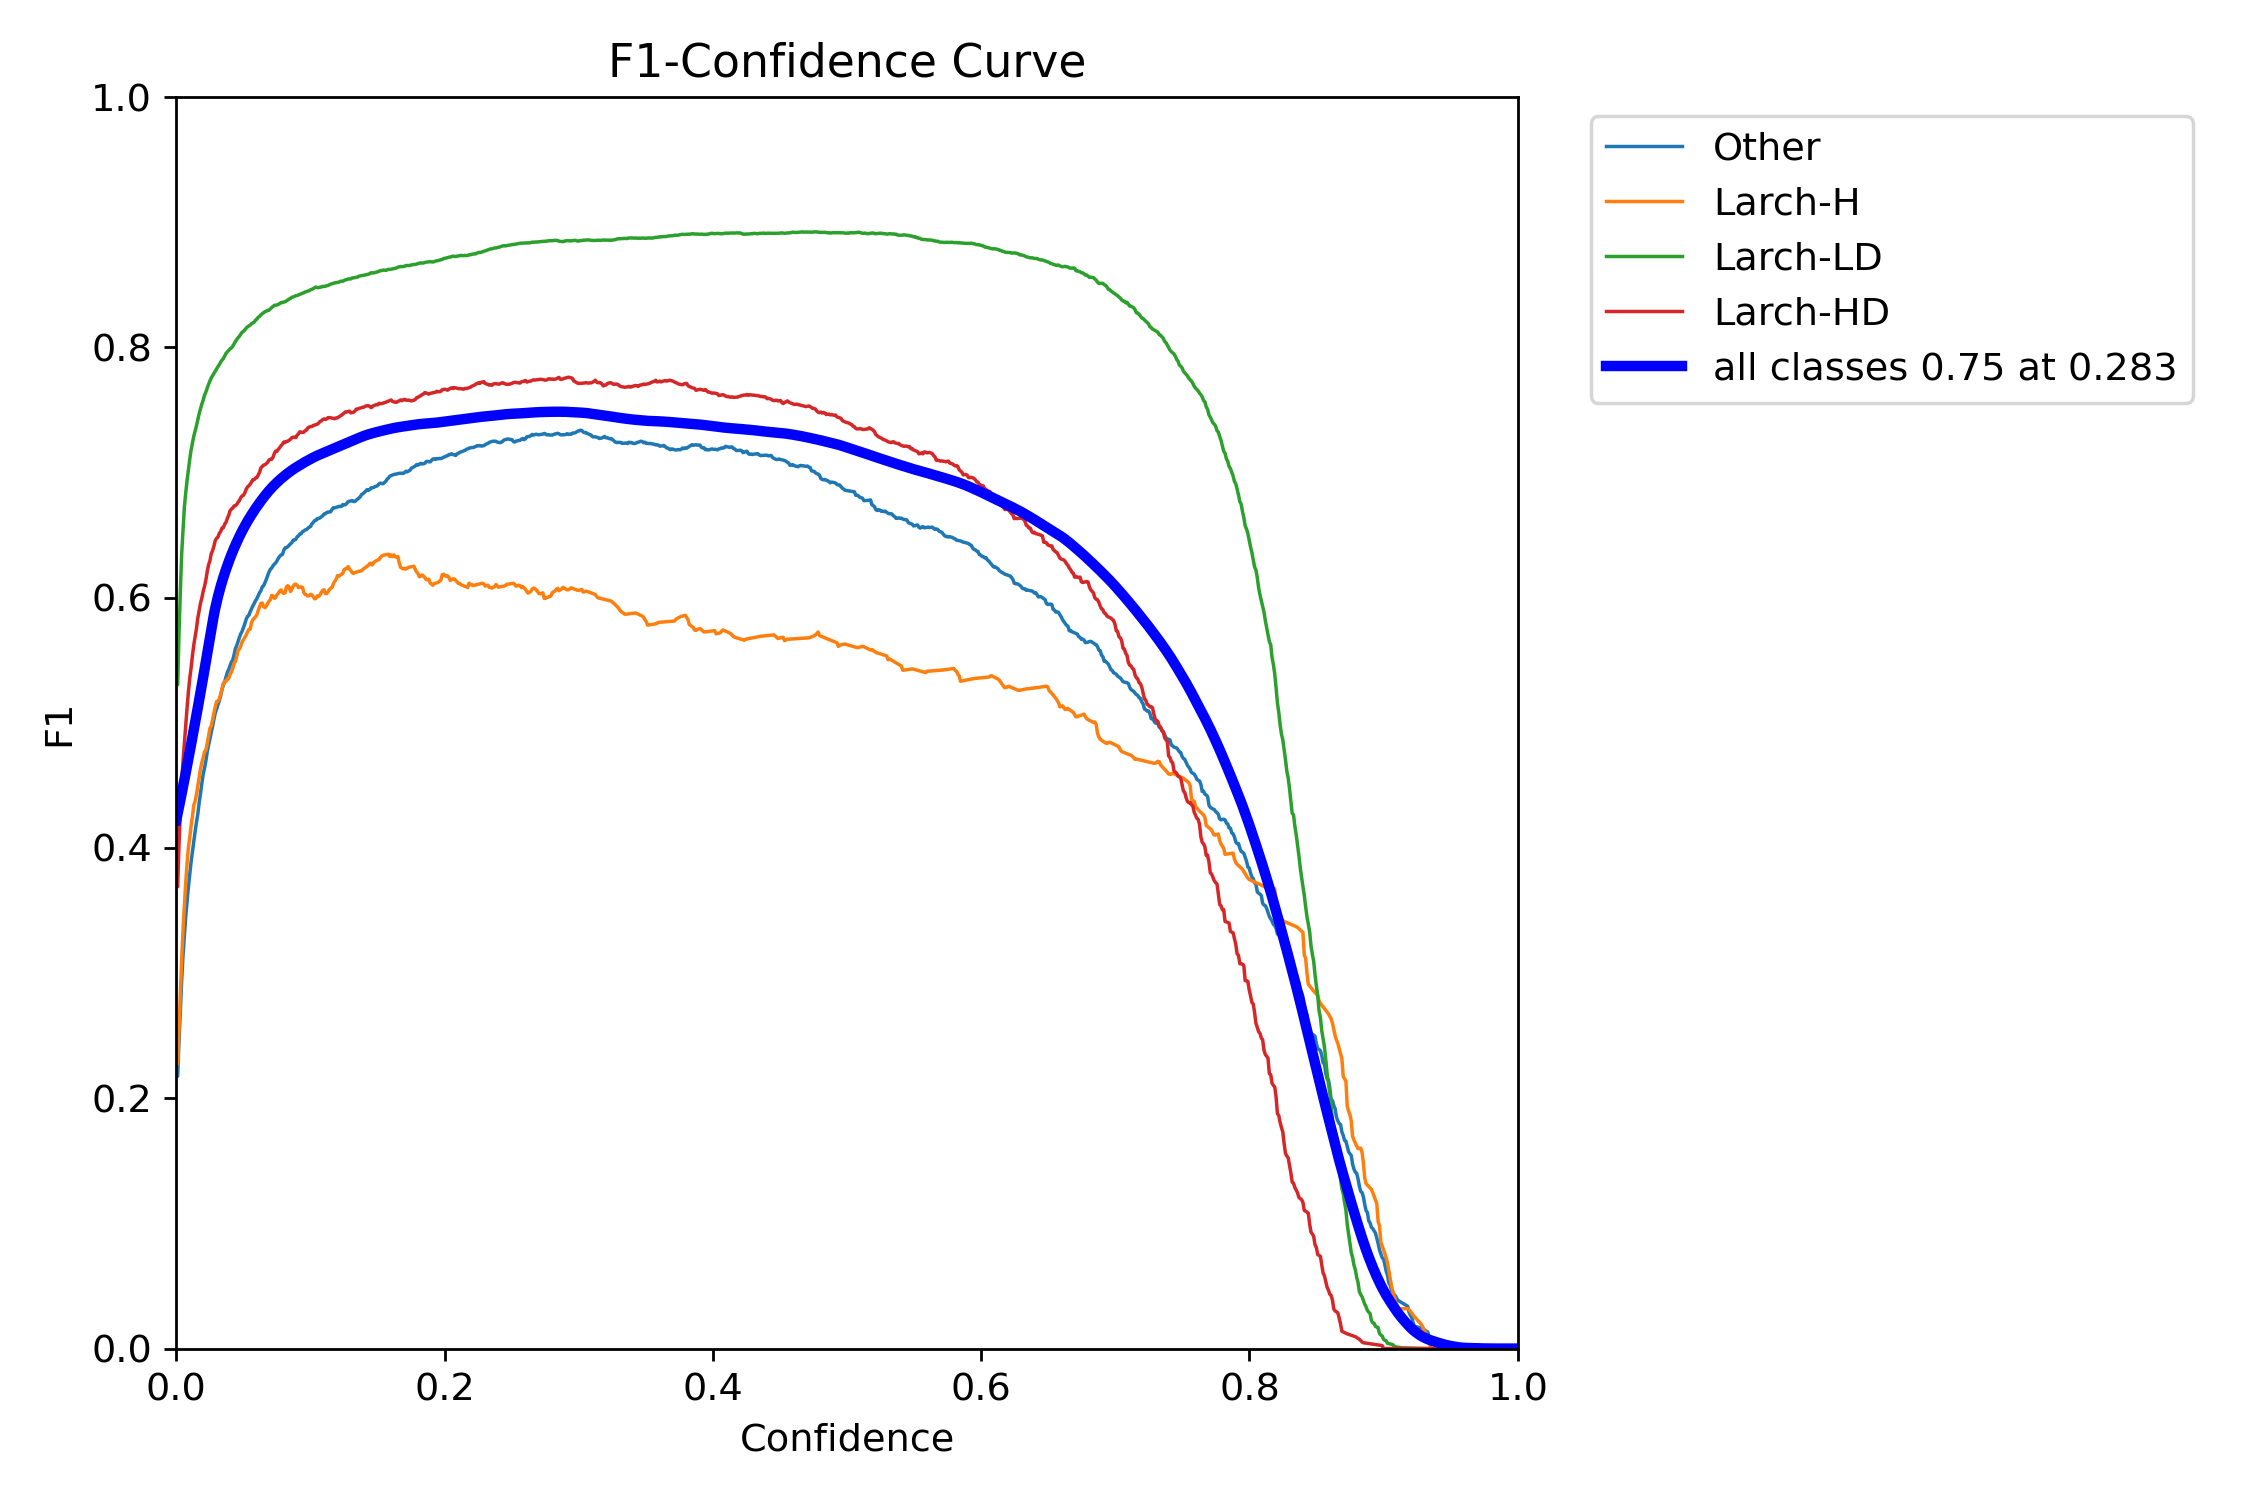 F1-Confidence Curve
1.0
0.8
0.6
0.4
0.2
0.0
F1
0.0 0.2 0.4 0.6 0.8 1.0
Confidence
Other
Larch-H
Larch-LD
Larch-HD
all classes 0.75 at 0.283